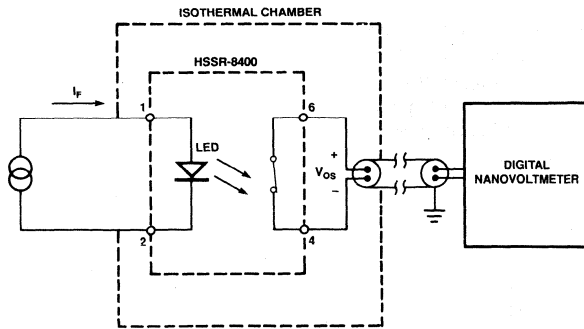 ISOTHERMAL CHAMBER
HSSR-8400
IF
1
6
LED
+
VOS
−
2
4
DIGITAL
NANOVOLTMETER